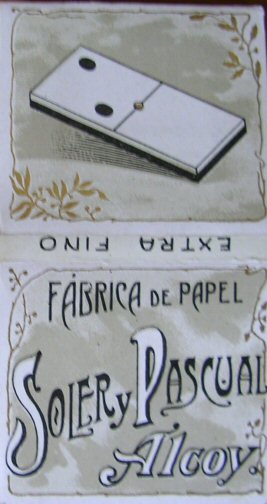 EXTRA FINO
FÁBRICA DE PAPEL
SOLER y PASCUAL
Alcoy.